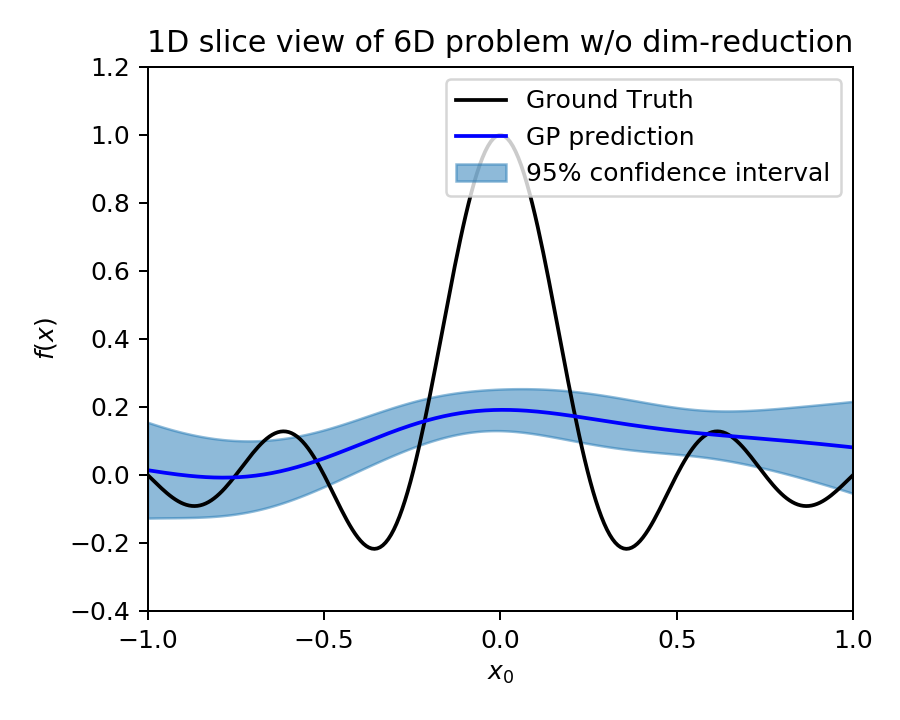 1D slice view of 6D problem w/o dim-reduction
1.2
1.0
0.8
0.6
0.4
0.2
0.0
−0.2
−0.4
f(x)
Ground Truth
GP prediction
95% confidence interval
−1.0 −0.5 0.0 0.5 1.0
x₀